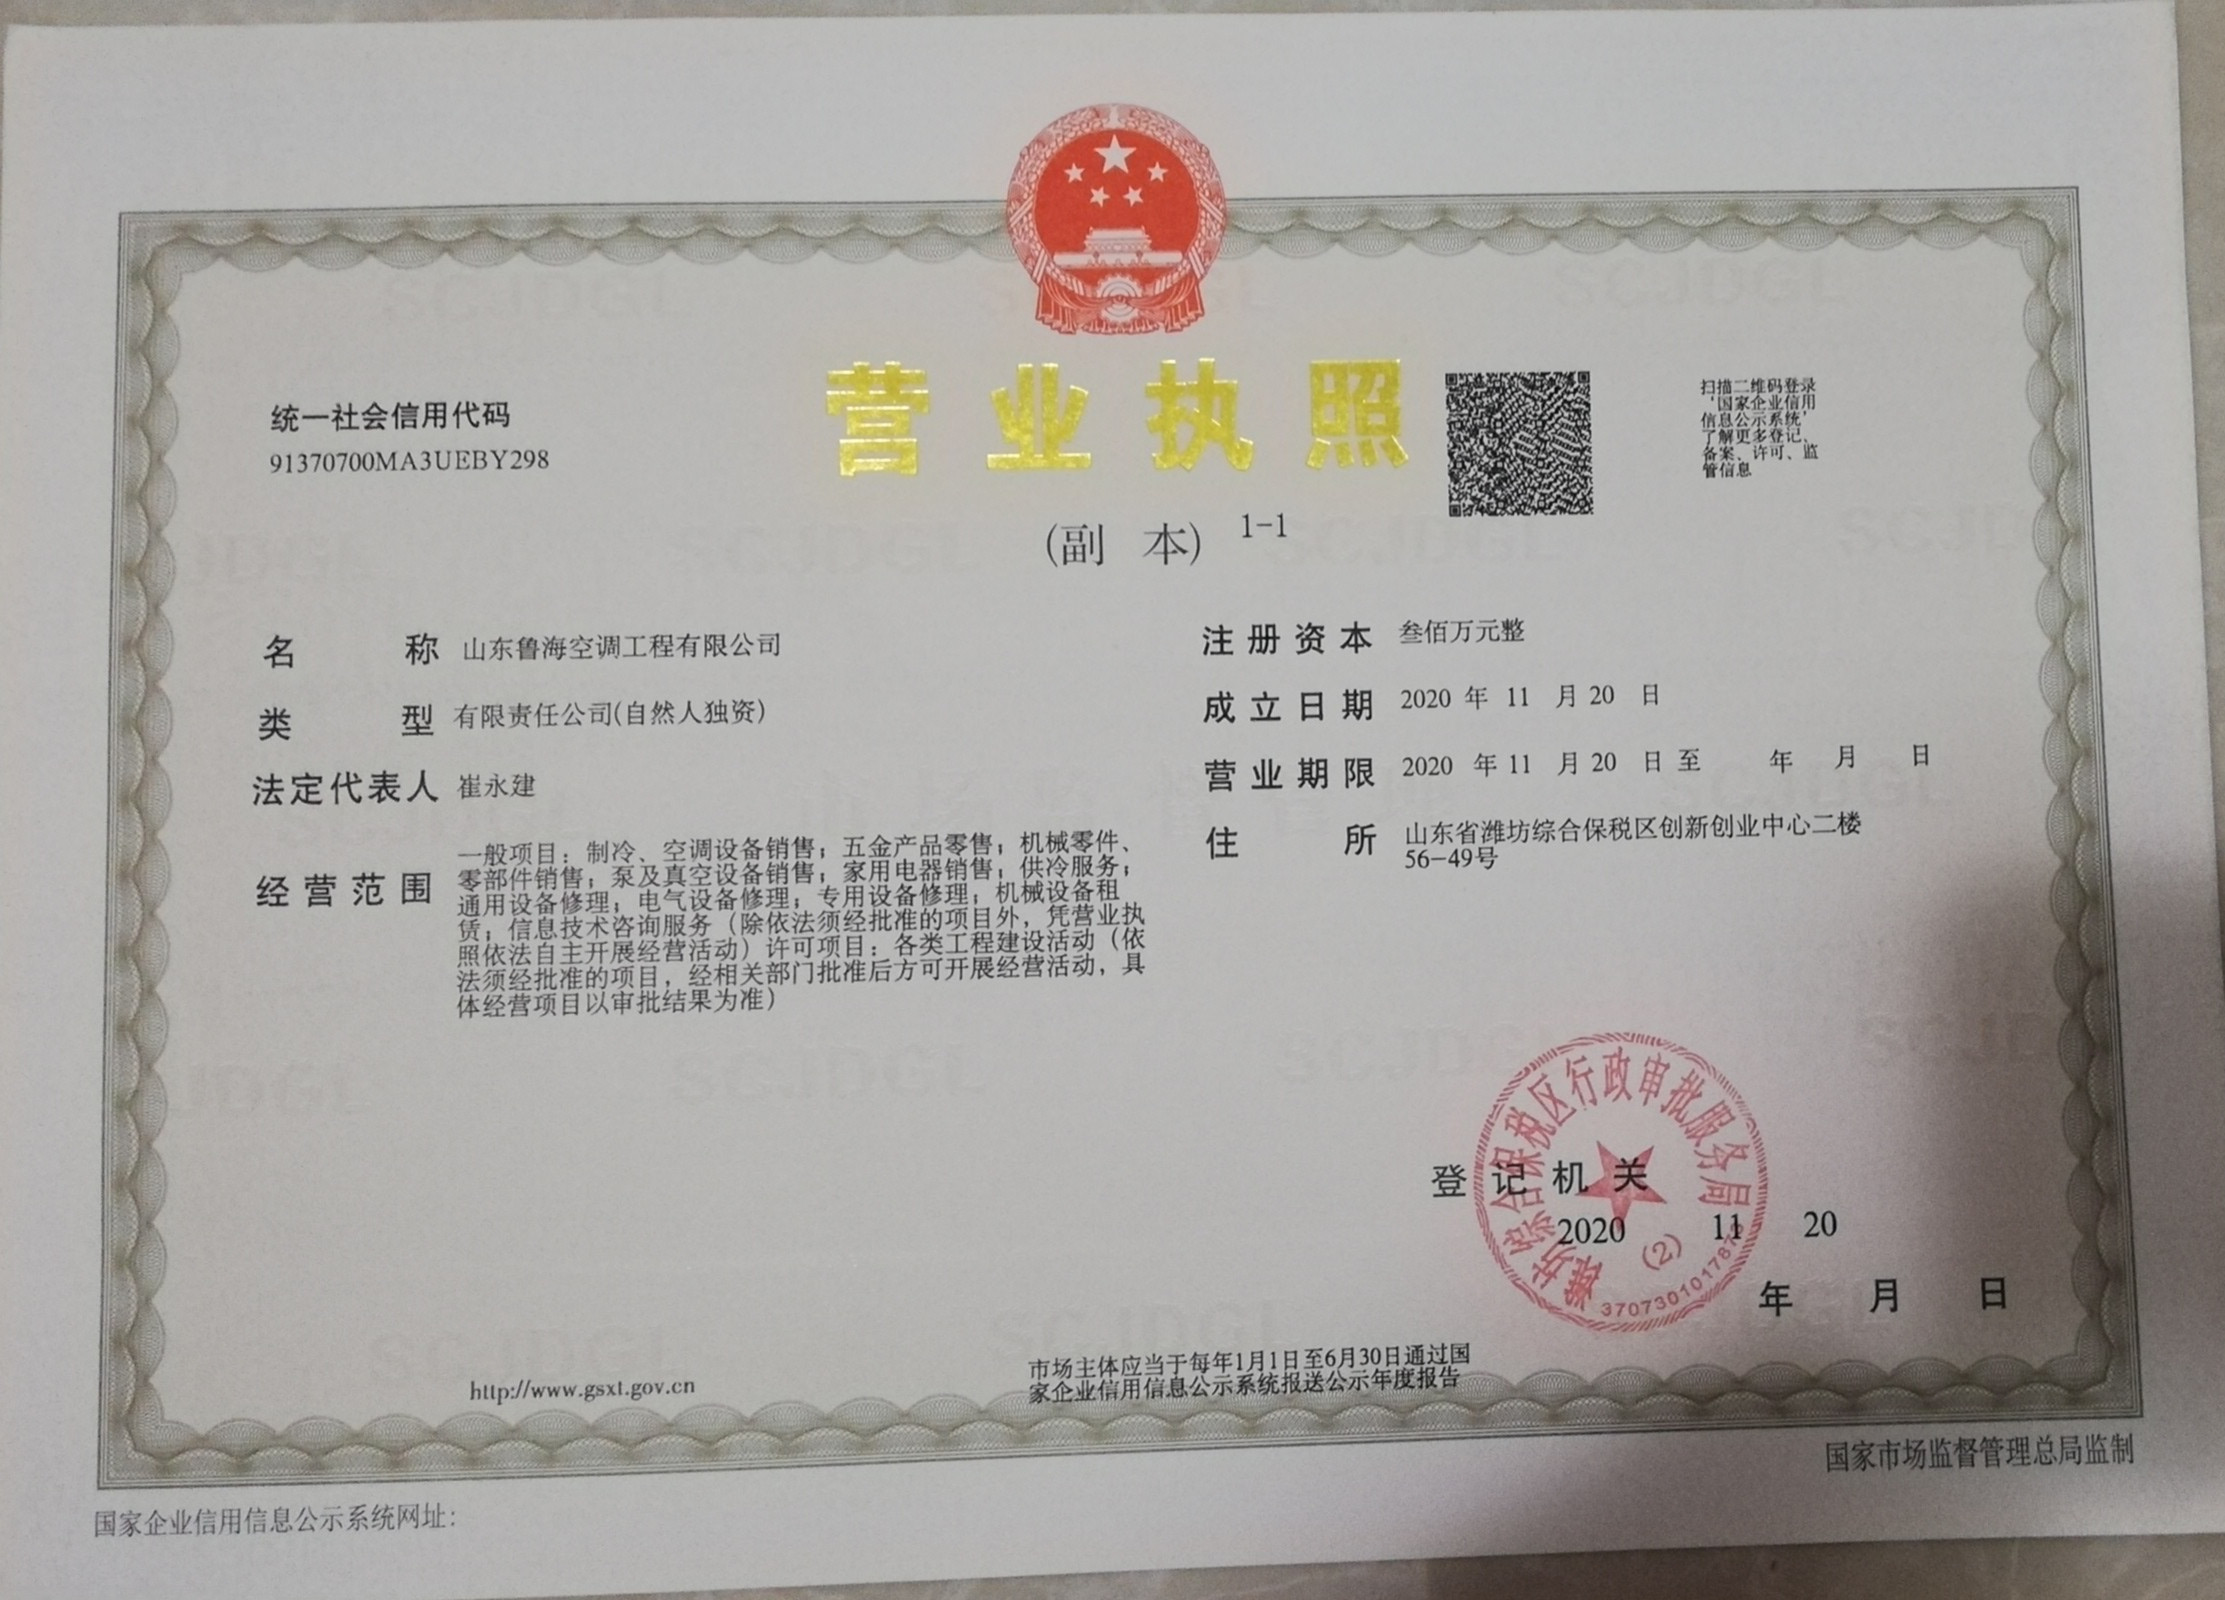 营业执照
(副 本) 1-1
统一社会信用代码
91370700MA3UEBY298
扫描二维码登录
‘国家企业信用
信息公示系统’
了解更多登记、
备案、许可、监
管信息
名 称 山东鲁海空调工程有限公司
类 型 有限责任公司(自然人独资)
法定代表人 崔永建
经营范围 一般项目：制冷、空调设备销售；五金产品零售；机械零件、
零部件销售；泵及真空设备销售；家用电器销售；供冷服务；
通用设备修理；电气设备修理；专用设备修理；机械设备租
赁；信息技术咨询服务（除依法须经批准的项目外，凭营业执
照依法自主开展经营活动）许可项目：各类工程建设活动（依
法须经批准的项目，经相关部门批准后方可开展经营活动，具
体经营项目以审批结果为准）
注册资本 叁佰万元整
成立日期 2020 年 11 月 20 日
营业期限 2020 年 11 月 20 日 至 年 月 日
住 所 山东省潍坊综合保税区创新创业中心二楼
56-49号
登记机关
2020 11 20
年 月 日
潍坊综合保税区行政审批服务局
(2)
http://www.gsxt.gov.cn
市场主体应当于每年1月1日至6月30日通过国
家企业信用信息公示系统报送公示年度报告
国家企业信用信息公示系统网址：
国家市场监督管理总局监制